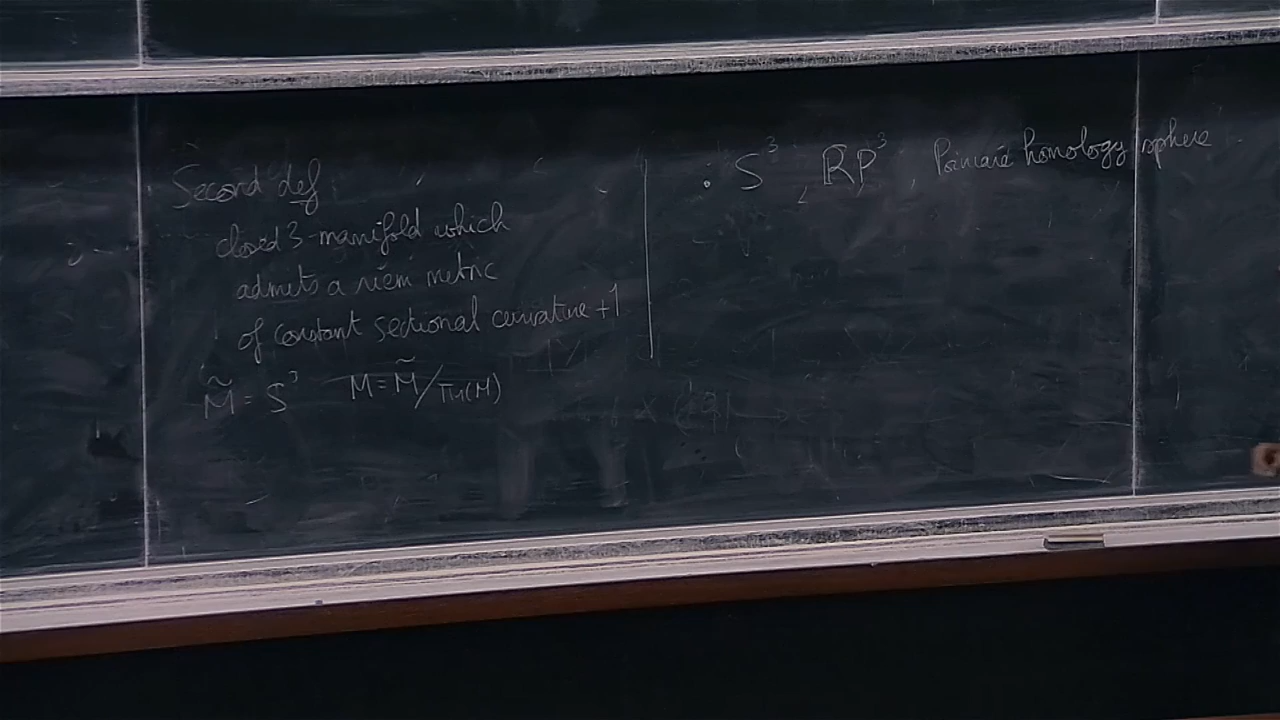 Second def
closed 3-manifold which
admits a riem metric
of constant sectional curvature +1
M̃ = S³ M = M̃/π₁(M)
: S³, RP³, Poincaré homology sphere